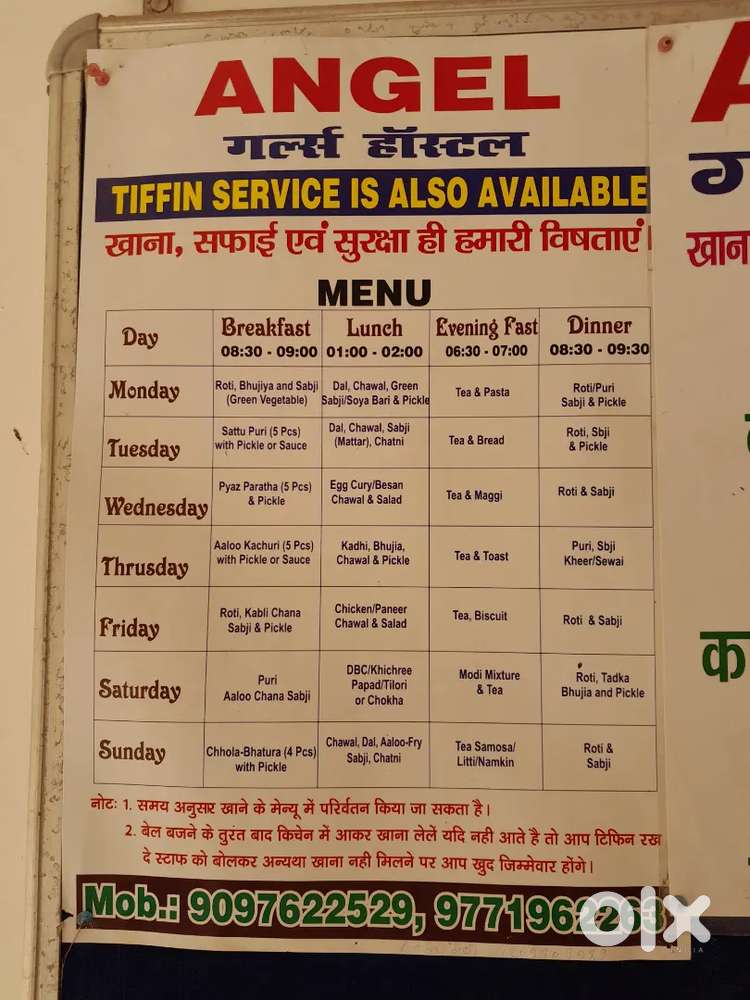 ANGEL
गर्ल्स हॉस्टल
TIFFIN SERVICE IS ALSO AVAILABLE
खाना, सफाई एवं सुरक्षा ही हमारी विषताएं।
MENU
Day Breakfast Lunch Evening Fast Dinner
08:30 - 09:00 01:00 - 02:00 06:30 - 07:00 08:30 - 09:30
Monday
Roti, Bhujiya and Sabji
(Green Vegetable)
Dal, Chawal, Green
Sabji/Soya Bari & Pickle
Tea & Pasta
Roti/Puri
Sabji & Pickle
Tuesday
Sattu Puri (5 Pcs)
with Pickle or Sauce
Dal, Chawal, Sabji
(Mattar), Chatni
Tea & Bread
Roti, Sbji
& Pickle
Wednesday
Pyaz Paratha (5 Pcs)
& Pickle
Egg Cury/Besan
Chawal & Salad
Tea & Maggi
Roti & Sabji
Thrusday
Aaloo Kachuri (5 Pcs)
with Pickle or Sauce
Kadhi, Bhujia,
Chawal & Pickle
Tea & Toast
Puri, Sbji
Kheer/Sewai
Friday
Roti, Kabli Chana
Sabji & Pickle
Chicken/Paneer
Chawal & Salad
Tea, Biscuit
Roti & Sabji
Saturday
Puri
Aaloo Chana Sabji
DBC/Khichree
Papad/Tilori
or Chokha
Modi Mixture
& Tea
Roti, Tadka
Bhujia and Pickle
Sunday
Chhola-Bhatura (4 Pcs)
with Pickle
Chawal, Dal, Aaloo-Fry
Sabji, Chatni
Tea Samosa/
Litti/Namkin
Roti &
Sabji
नोटः 1. समय अनुसार खाने के मेन्यू में परिर्वतन किया जा सकता है।
2. बेल बजने के तुरंत बाद किचेन में आकर खाना लेलें यदि नही आते है तो आप टिफिन रख
दे स्टाफ को बोलकर अन्यथा खाना नही मिलने पर आप खुद जिम्मेवार होंगे।
Mob.: 9097622529, 9771962263
olx
खान
क